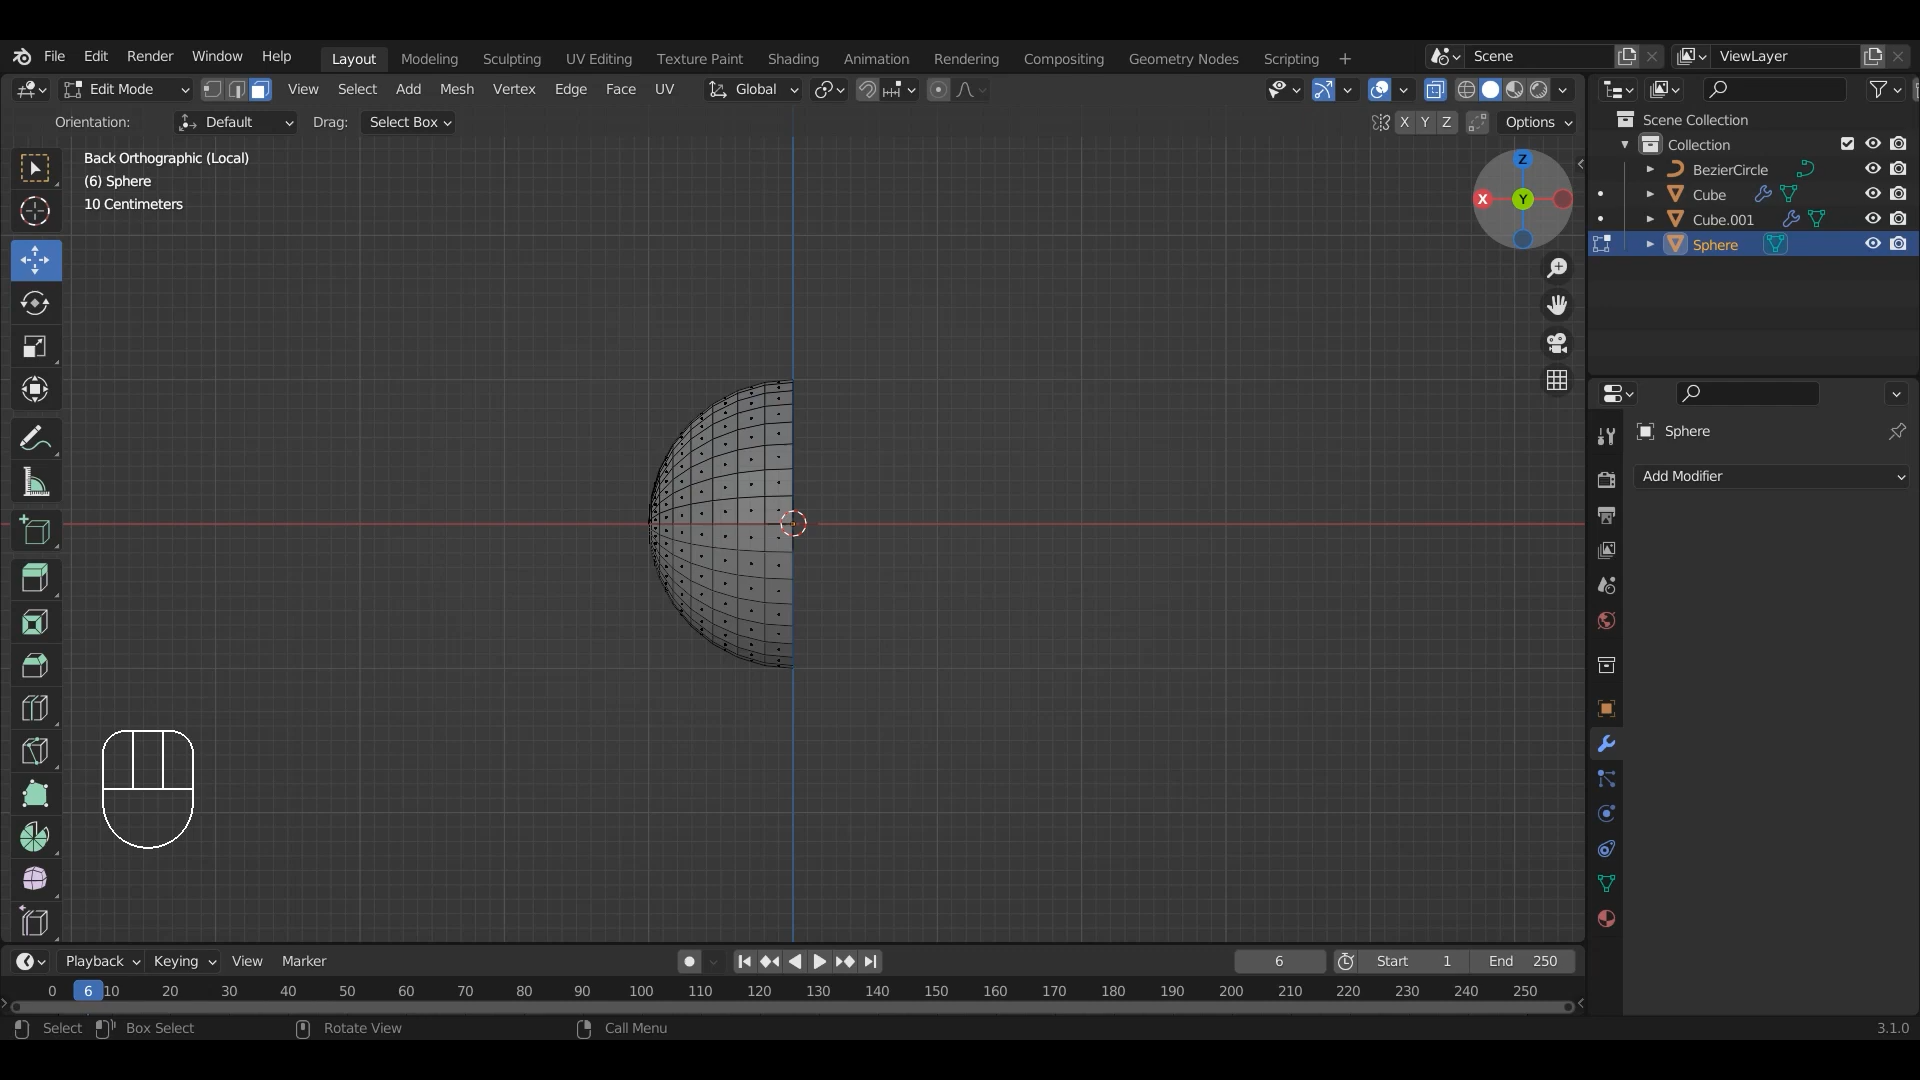 File Edit Render Window Help Layout Modeling Sculpting UV Editing Texture Paint Shading Animation Rendering Compositing Geometry Nodes Scripting + Scene ViewLayer
Edit Mode View Select Add Mesh Vertex Edge Face UV Global
Orientation: Default Drag: Select Box X Y Z Options
Back Orthographic (Local)
(6) Sphere
10 Centimeters
Z
X
Y
Scene Collection
Collection
BezierCircle
Cube
Cube.001
Sphere
Sphere
Add Modifier
Playback Keying View Marker 6 Start 1 End 250
0 6 10 20 30 40 50 60 70 80 90 100 110 120 130 140 150 160 170 180 190 200 210 220 230 240 250
Select Box Select Rotate View Call Menu 3.1.0